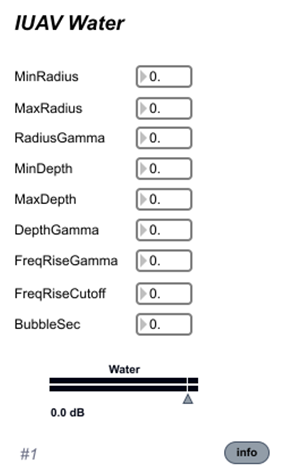 IUAV Water
MinRadius 0.
MaxRadius 0.
RadiusGamma 0.
MinDepth 0.
MaxDepth 0.
DepthGamma 0.
FreqRiseGamma 0.
FreqRiseCutoff 0.
BubbleSec 0.
Water
0.0 dB
#1 info